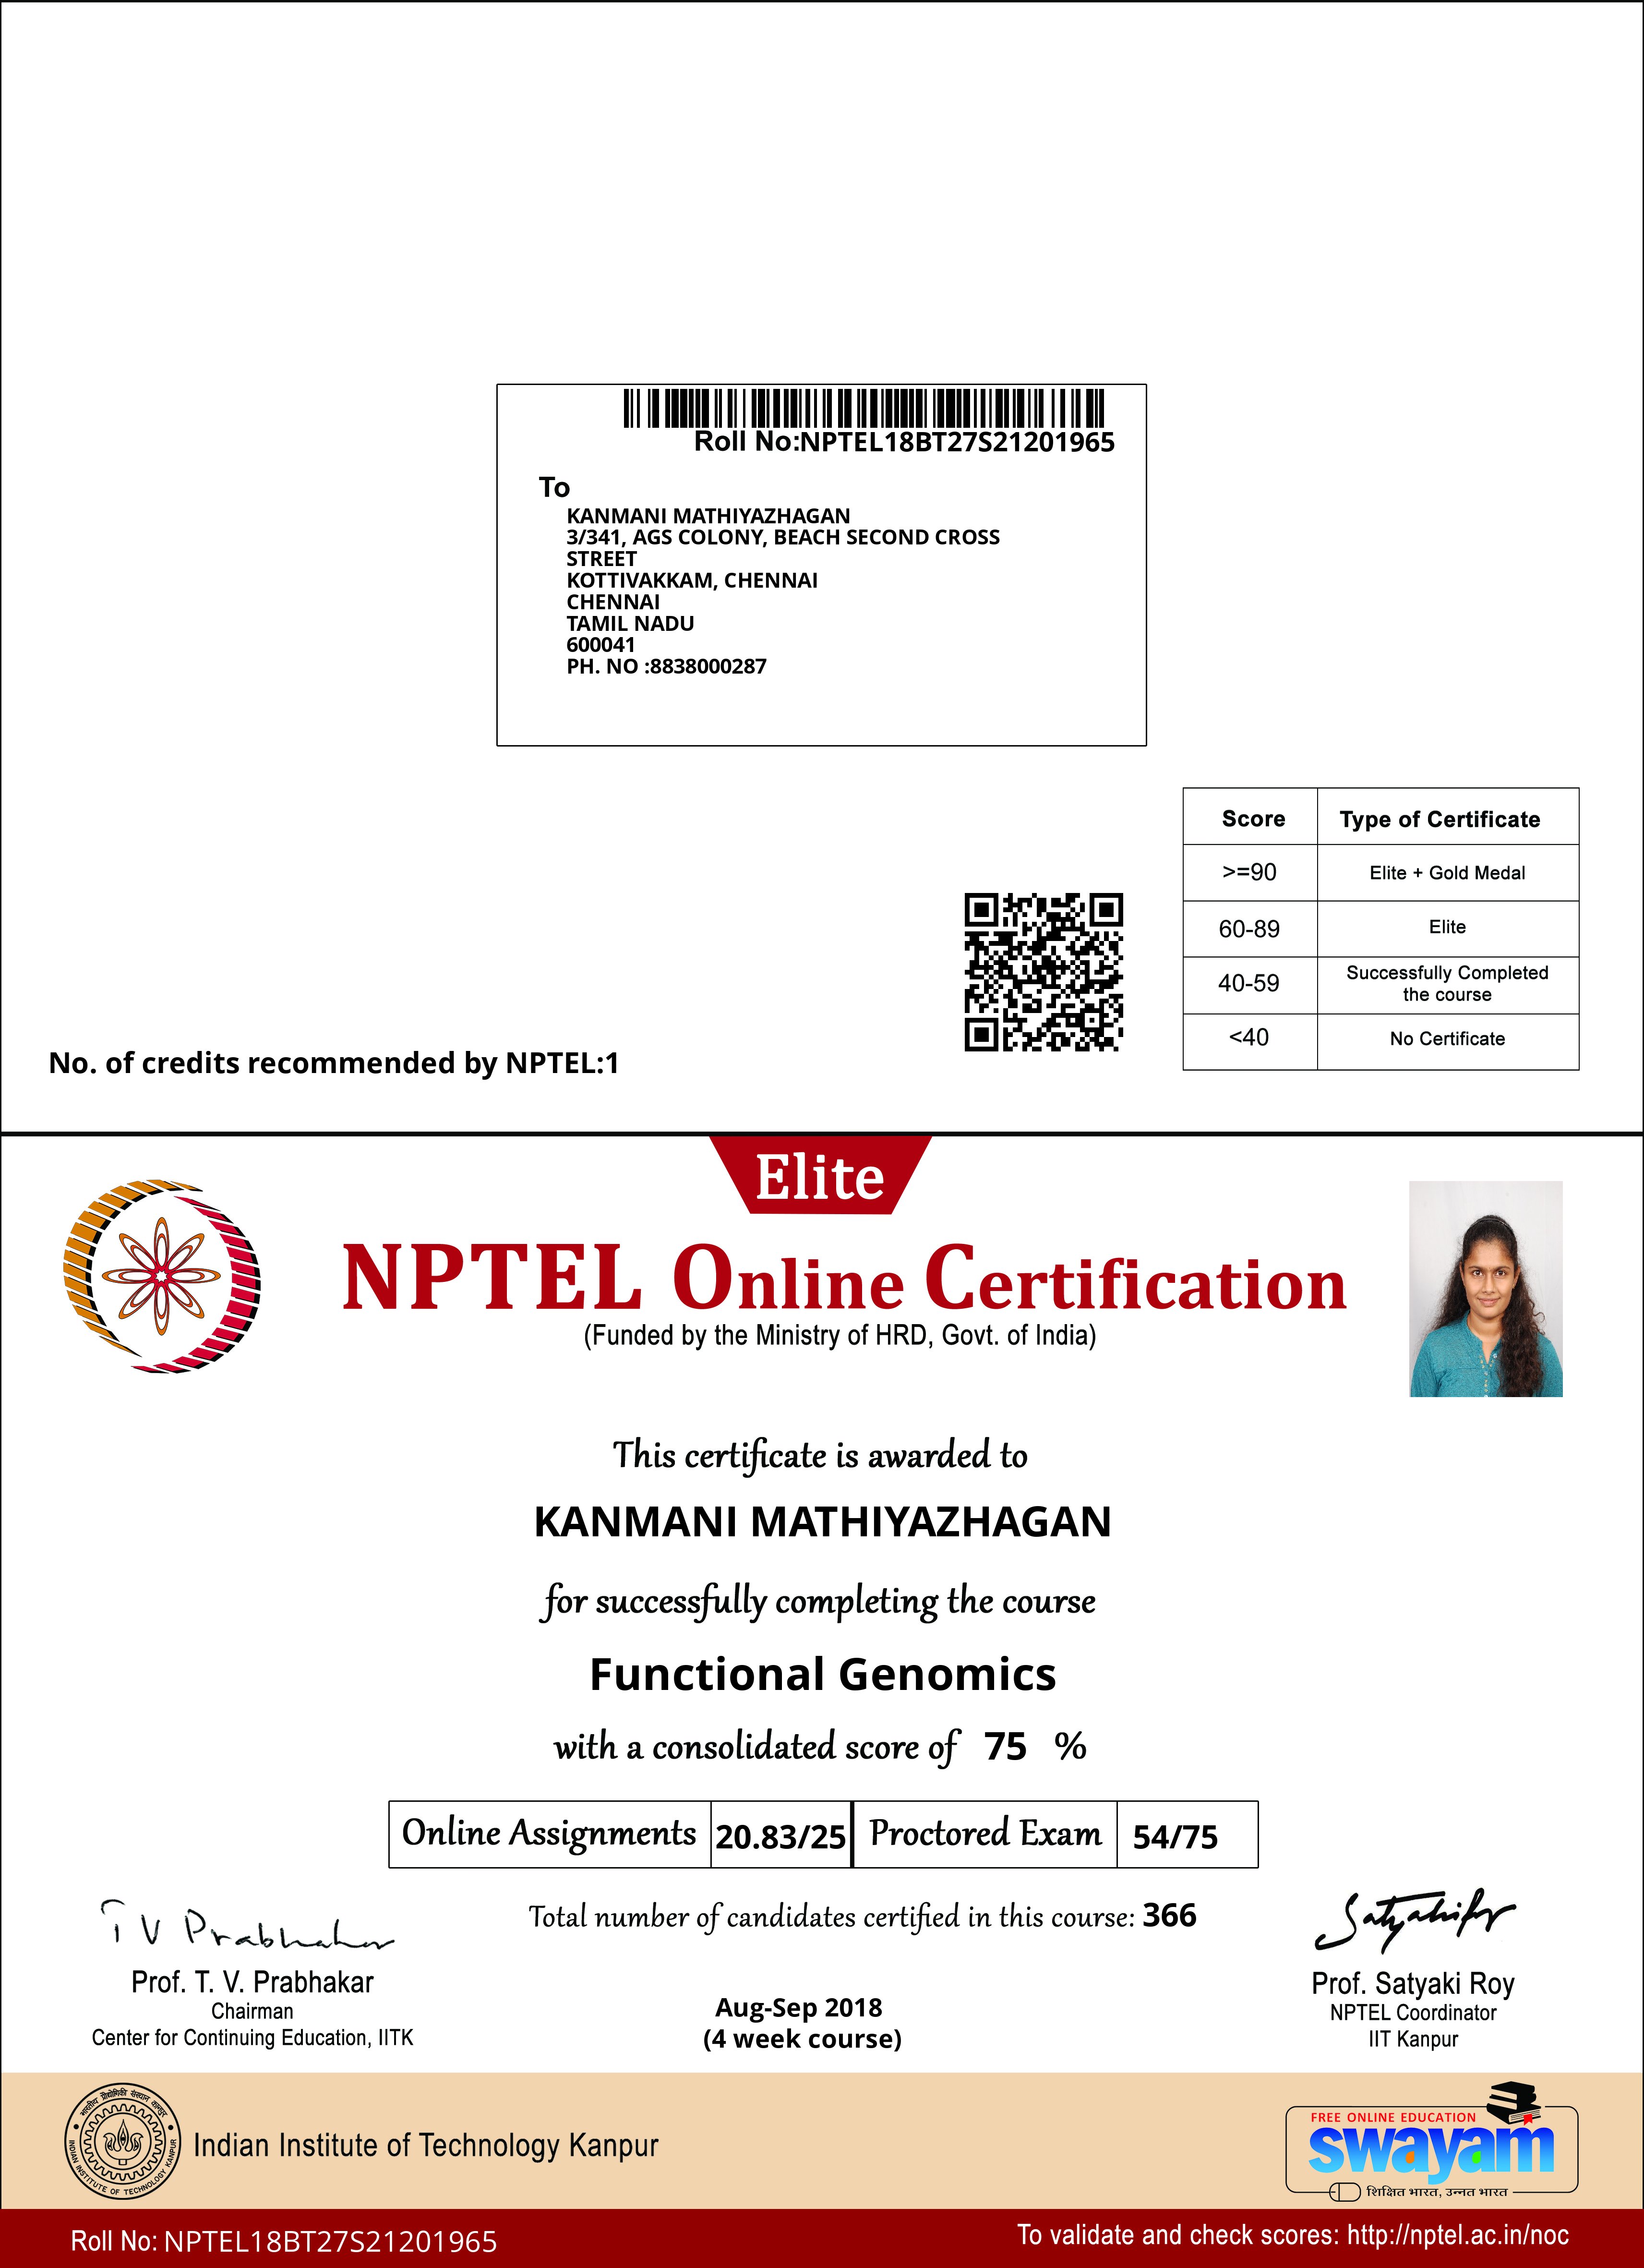 Roll No:NPTEL18BT27S21201965
To
KANMANI MATHIYAZHAGAN
3/341, AGS COLONY, BEACH SECOND CROSS
STREET
KOTTIVAKKAM, CHENNAI
CHENNAI
TAMIL NADU
600041
PH. NO :8838000287
Score Type of Certificate
>=90 Elite + Gold Medal
60-89 Elite
40-59 Successfully Completed
the course
<40 No Certificate
No. of credits recommended by NPTEL:1
Elite
NPTEL Online Certification
(Funded by the Ministry of HRD, Govt. of India)
This certificate is awarded to
KANMANI MATHIYAZHAGAN
for successfully completing the course
Functional Genomics
with a consolidated score of 75 %
Online Assignments 20.83/25 Proctored Exam 54/75
Total number of candidates certified in this course: 366
T V Prabhakar
Prof. T. V. Prabhakar
Chairman
Center for Continuing Education, IITK
Aug-Sep 2018
(4 week course)
Prof. Satyaki Roy
NPTEL Coordinator
IIT Kanpur
भारतीय प्रौद्योगिकी संस्थान कानपुर
INDIAN INSTITUTE OF TECHNOLOGY KANPUR
Indian Institute of Technology Kanpur
FREE ONLINE EDUCATION
swayam
शिक्षित भारत, उन्नत भारत
Roll No: NPTEL18BT27S21201965
To validate and check scores: http://nptel.ac.in/noc